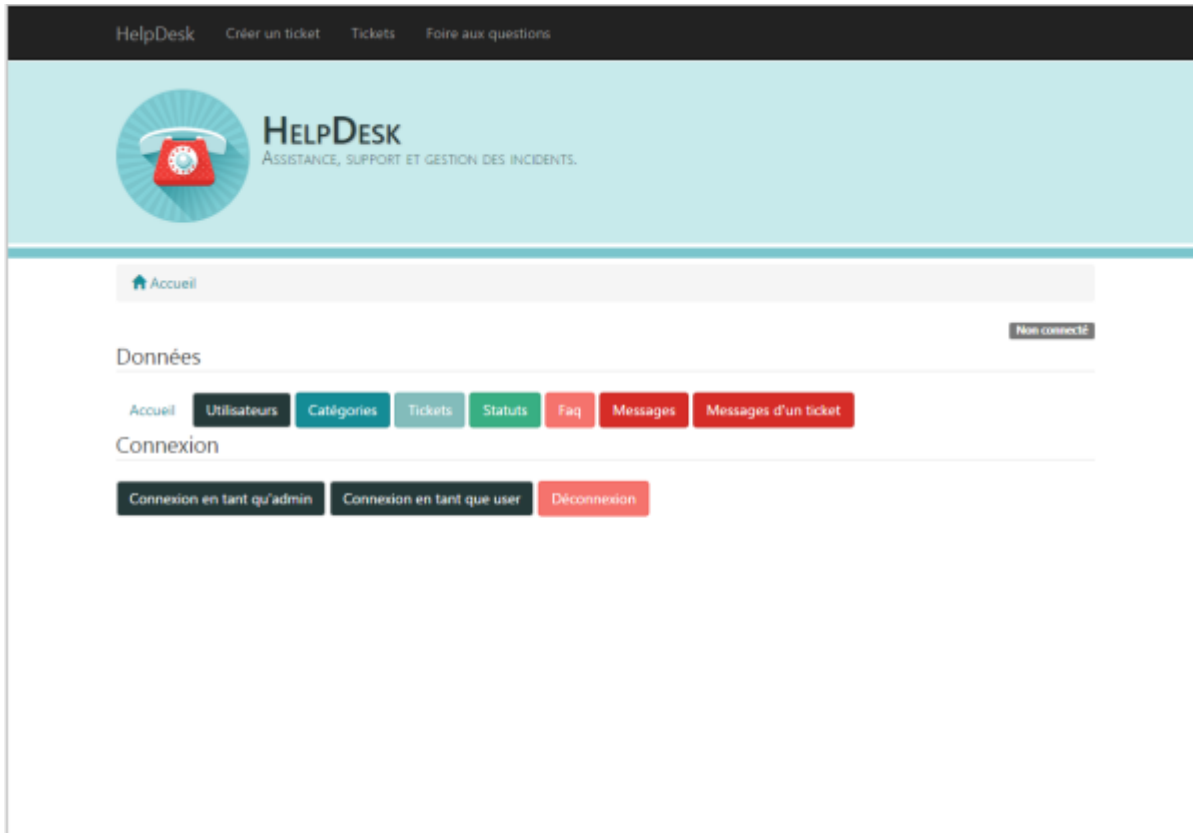 HelpDesk Créer un ticket Tickets Foire aux questions
HelpDesk
Assistance, support et gestion des incidents.
Accueil
Non connecté
Données
Accueil Utilisateurs Catégories Tickets Statuts Faq Messages Messages d'un ticket
Connexion
Connexion en tant qu'admin Connexion en tant que user Déconnexion